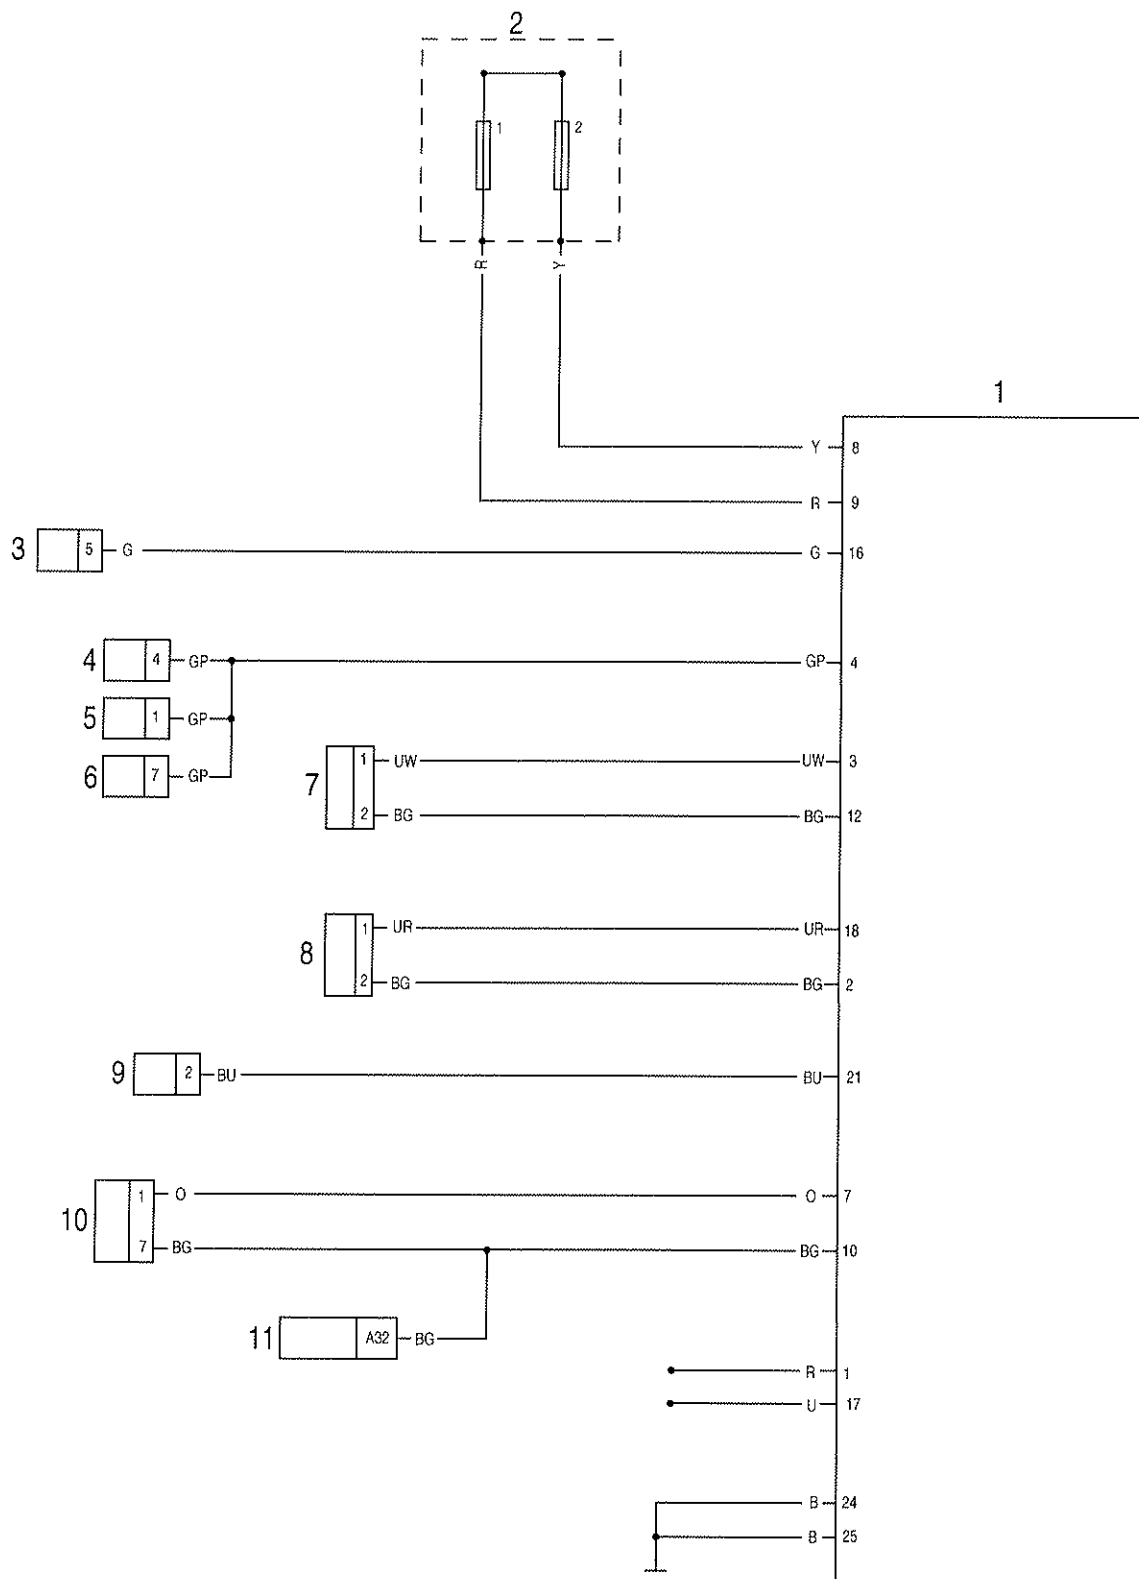 2
1 2
R Y
1
Y 8
R 9
3 5 G G 16
4 4 GP GP 4
5 1 GP
6 7 GP
7 1 UW UW 3
2 BG BG 12
8 1 UR UR 18
2 BG BG 2
9 2 BU BU 21
10 1 O O 7
7 BG BG 10
11 A32 BG
R 1
U 17
B 24
B 25